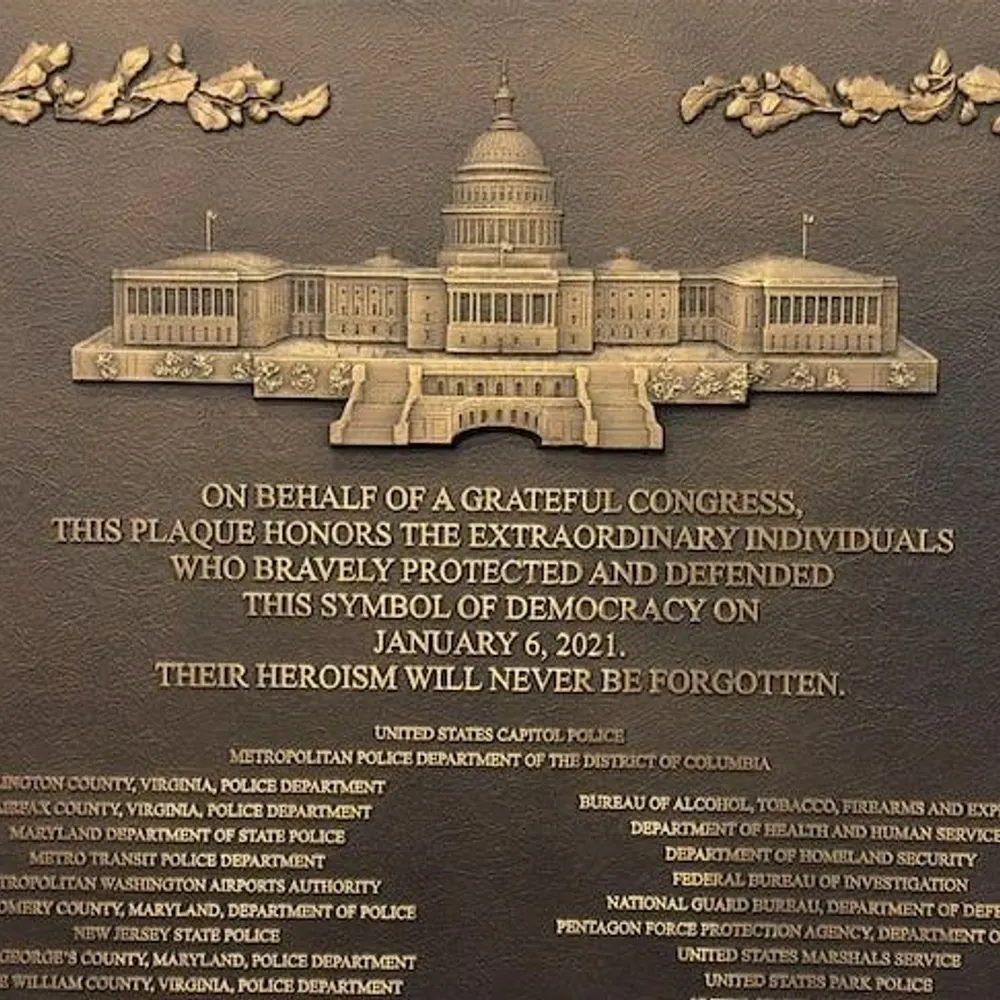 ON BEHALF OF A GRATEFUL CONGRESS,
THIS PLAQUE HONORS THE EXTRAORDINARY INDIVIDUALS
WHO BRAVELY PROTECTED AND DEFENDED
THIS SYMBOL OF DEMOCRACY ON
JANUARY 6, 2021.
THEIR HEROISM WILL NEVER BE FORGOTTEN.
UNITED STATES CAPITOL POLICE
METROPOLITAN POLICE DEPARTMENT OF THE DISTRICT OF COLUMBIA
COUNTY, VIRGINIA, POLICE DEPARTMENT
COUNTY, VIRGINIA, POLICE DEPARTMENT
MARYLAND DEPARTMENT OF STATE POLICE
METRO TRANSIT POLICE DEPARTMENT
WASHINGTON AIRPORTS AUTHORITY
COUNTY, MARYLAND, DEPARTMENT OF POLICE
NEW JERSEY STATE POLICE
GEORGE'S COUNTY, MARYLAND, POLICE DEPARTMENT
WILLIAM COUNTY, VIRGINIA, POLICE DEPARTMENT
BUREAU OF ALCOHOL, TOBACCO, FIREARMS AND
DEPARTMENT OF HEALTH AND HUMAN
DEPARTMENT OF HOMELAND SECURITY
FEDERAL BUREAU OF INVESTIGATION
NATIONAL GUARD BUREAU, DEPARTMENT OF
PENTAGON FORCE PROTECTION AGENCY, DEPARTMENT
UNITED STATES MARSHALS SERVICE
UNITED STATES PARK POLICE